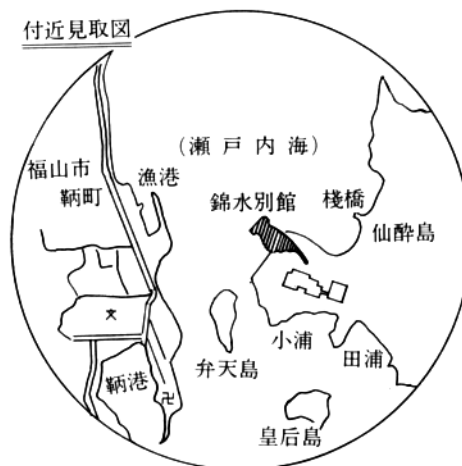 付近見取図
(瀬戸内海)
福山市
鞆町
漁港
錦水別館
棧橋
仙酔島
文
小浦
田浦
弁天島
鞆港
卍
皇后島